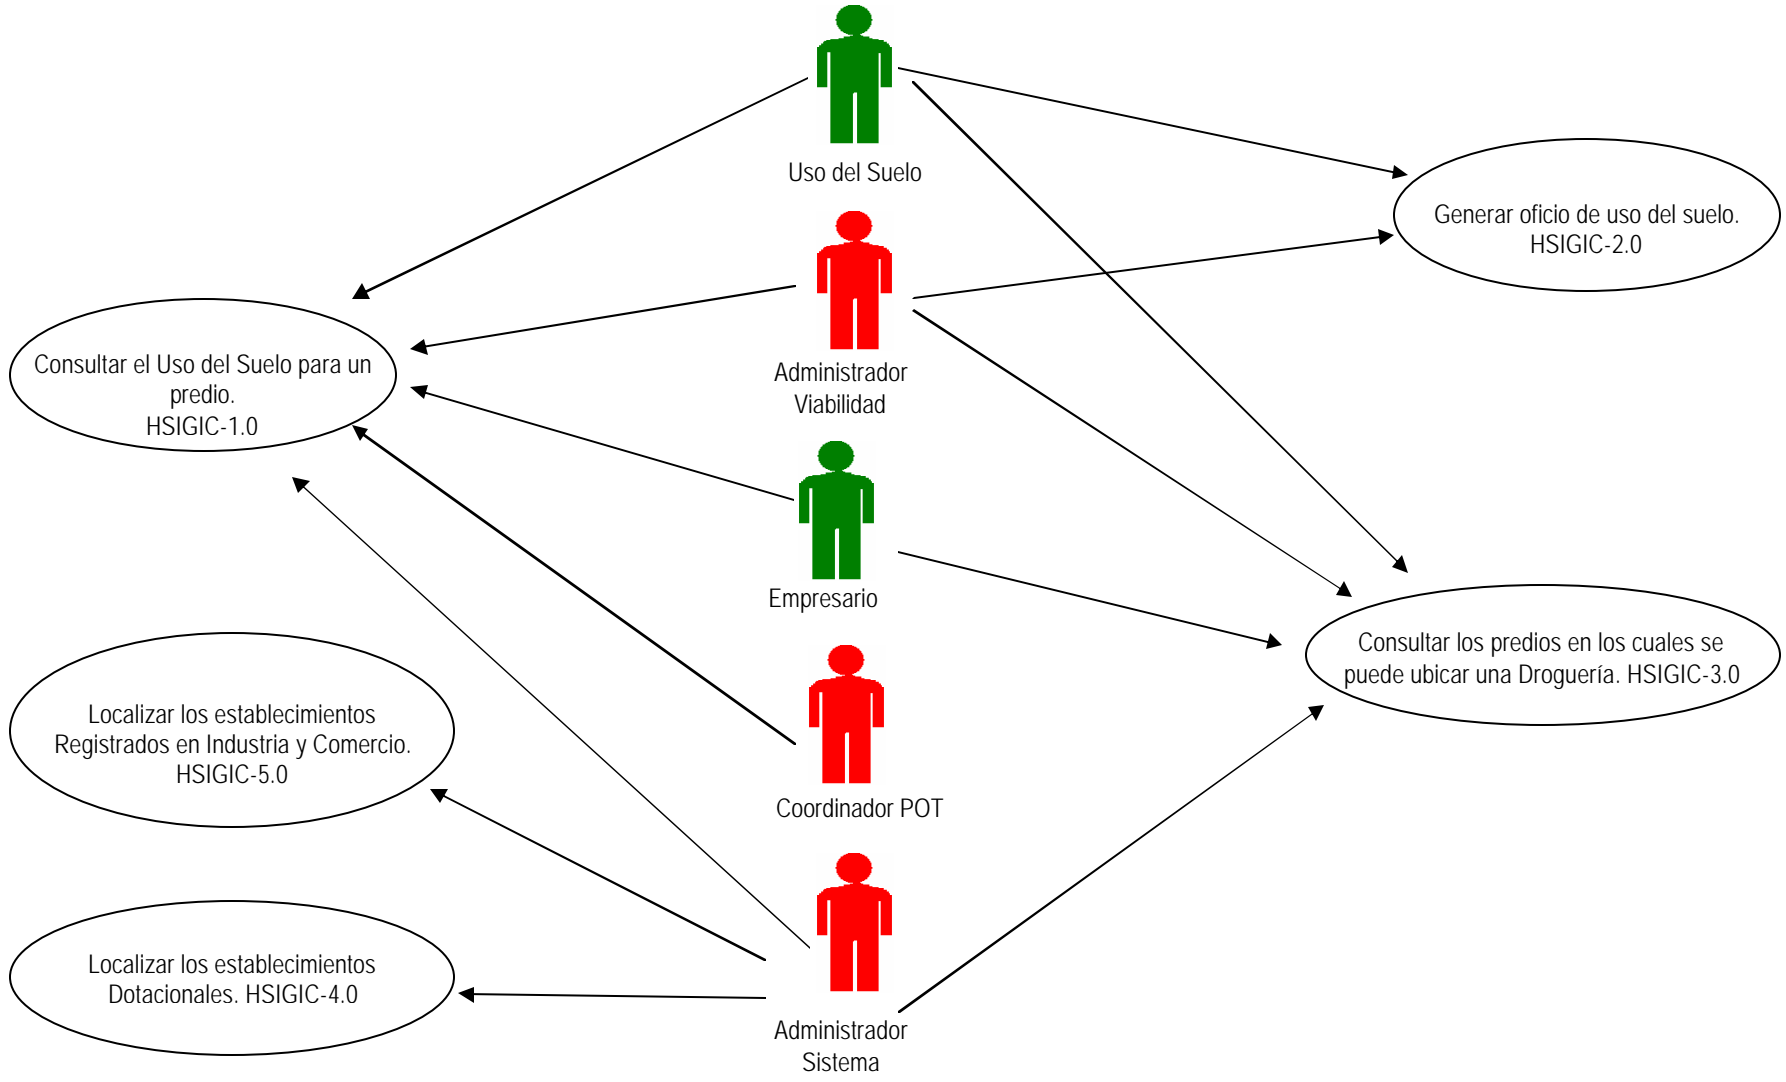 Uso del Suelo
Generar oficio de uso del suelo.
HSIGIC-2.0
Administrador
Viabilidad
Consultar el Uso del Suelo para un
predio.
HSIGIC-1.0
Empresario
Consultar los predios en los cuales se
puede ubicar una Droguería. HSIGIC-3.0
Localizar los establecimientos
Registrados en Industria y Comercio.
HSIGIC-5.0
Coordinador POT
Localizar los establecimientos
Dotacionales. HSIGIC-4.0
Administrador
Sistema